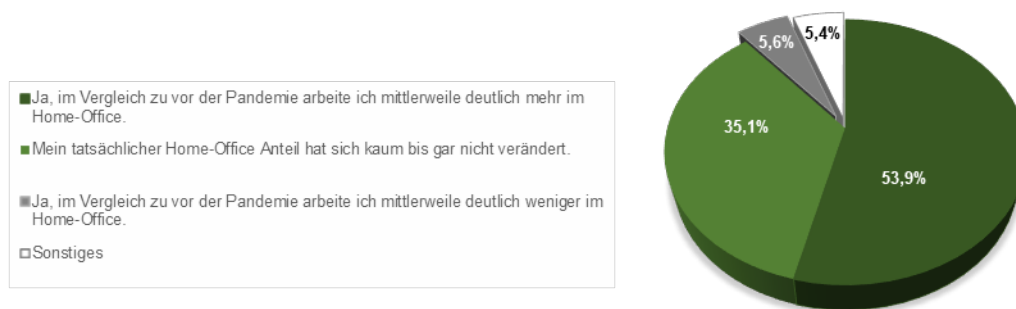 Ja, im Vergleich zu vor der Pandemie arbeite ich mittlerweile deutlich mehr im
Home-Office.
Mein tatsächlicher Home-Office Anteil hat sich kaum bis gar nicht verändert.
Ja, im Vergleich zu vor der Pandemie arbeite ich mittlerweile deutlich weniger im
Home-Office.
Sonstiges
5,4%
5,6%
35,1%
53,9%